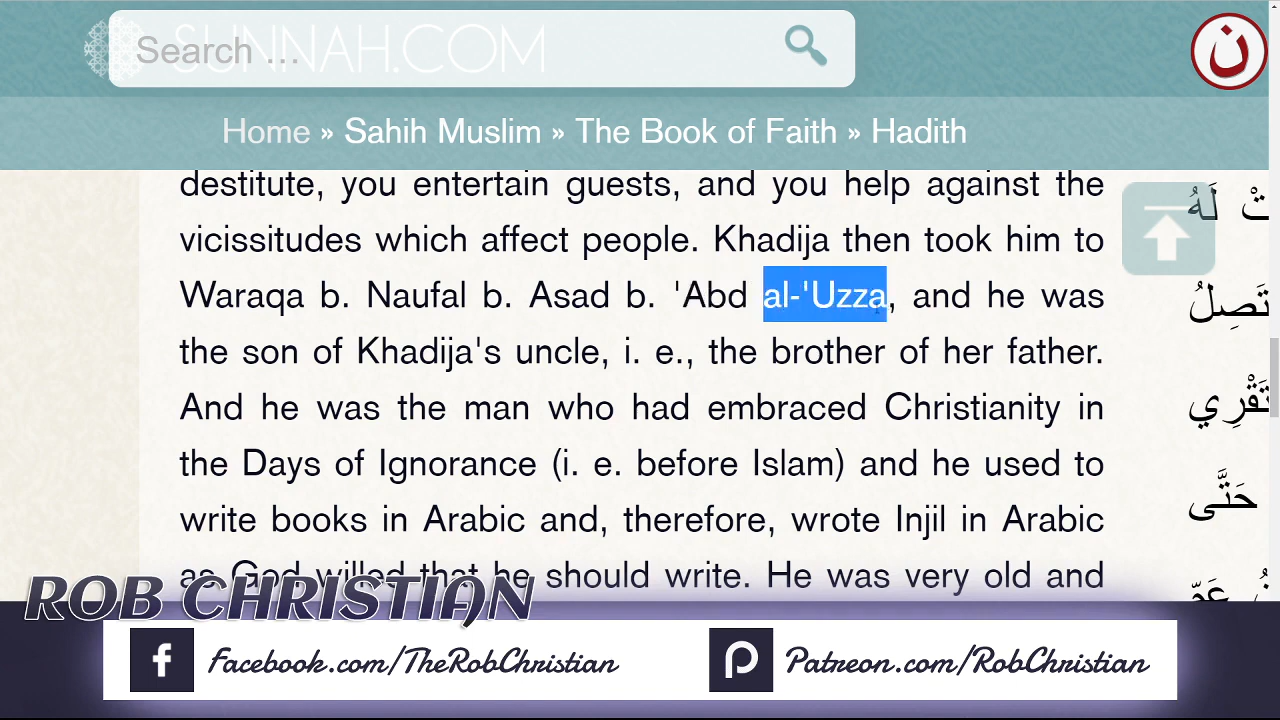 SUNNAH.COM
Search ...
ن
Home » Sahih Muslim » The Book of Faith » Hadith
destitute, you entertain guests, and you help against the
vicissitudes which affect people. Khadija then took him to
Waraqa b. Naufal b. Asad b. 'Abd al-'Uzza, and he was
the son of Khadija's uncle, i. e., the brother of her father.
And he was the man who had embraced Christianity in
the Days of Ignorance (i. e. before Islam) and he used to
write books in Arabic and, therefore, wrote Injil in Arabic
as God willed that he should write. He was very old and
لَهُ
تَصِلُ
تَقْرِي
حَتَّى
عَمّ
ROB CHRISTIAN
Facebook.com/TheRobChristian
Patreon.com/RobChristian